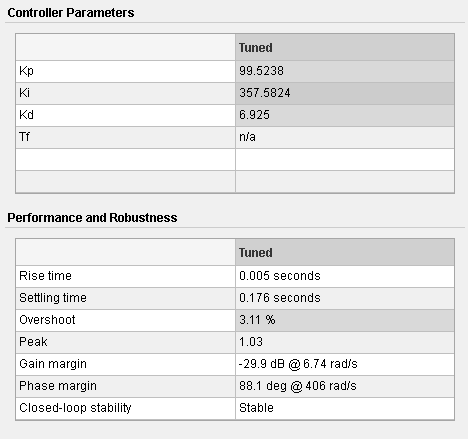 Controller Parameters
Tuned
Kp 99.5238
Ki 357.5824
Kd 6.925
Tf n/a
Performance and Robustness
Tuned
Rise time 0.005 seconds
Settling time 0.176 seconds
Overshoot 3.11 %
Peak 1.03
Gain margin -29.9 dB @ 6.74 rad/s
Phase margin 88.1 deg @ 406 rad/s
Closed-loop stability Stable